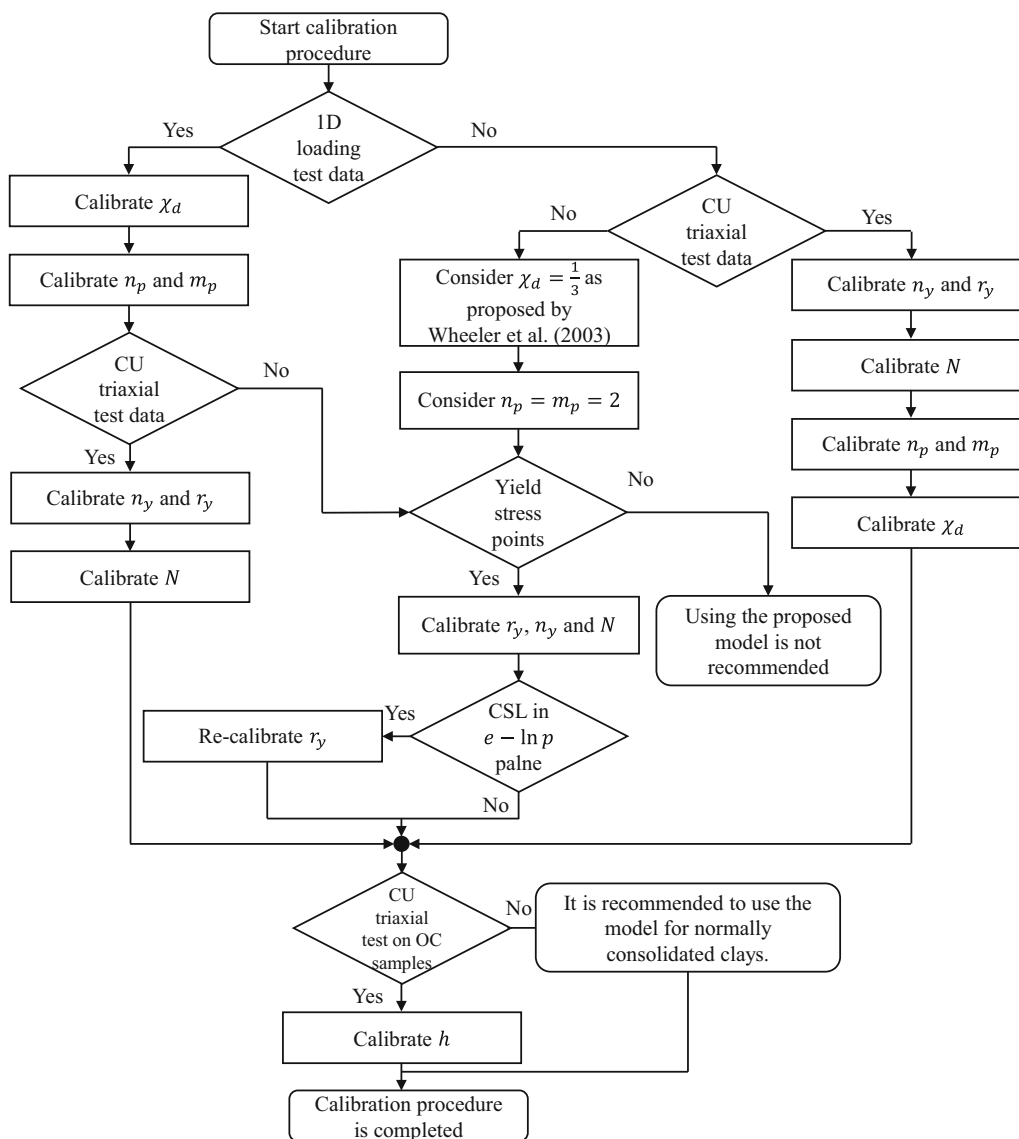 Start calibration
procedure
1D
loading
test data
Yes
No
Calibrate χ_d
Calibrate n_p and m_p
CU
triaxial
test data
No
Yes
Calibrate n_y and r_y
Calibrate N
CU
triaxial
test data
No
Yes
Consider χ_d = 1/3 as
proposed by
Wheeler et al. (2003)
Consider n_p = m_p = 2
Calibrate n_y and r_y
Calibrate N
Calibrate n_p and m_p
Calibrate χ_d
Yield
stress
points
No
Yes
Using the proposed
model is not
recommended
Calibrate r_y, n_y and N
CSL in
e − ln p
palne
Yes
Re-calibrate r_y
No
CU
triaxial
test on OC
samples
No
It is recommended to use the
model for normally
consolidated clays.
Yes
Calibrate h
Calibration procedure
is completed